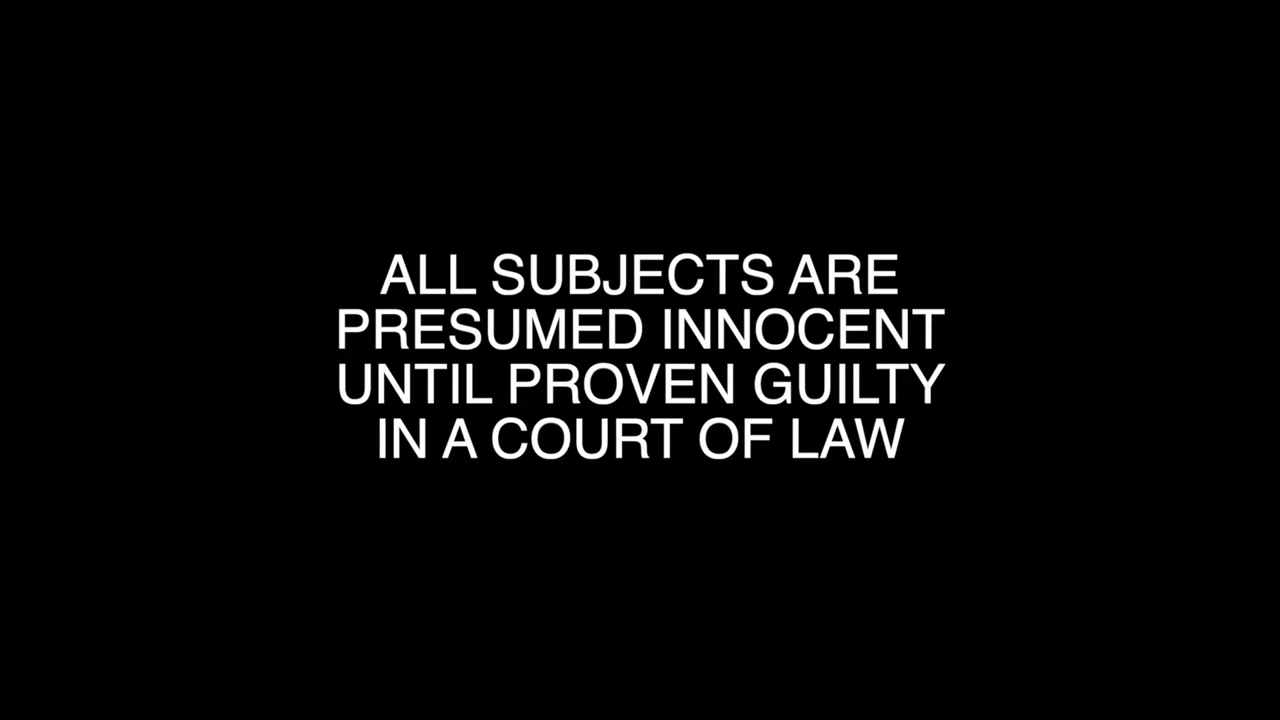 ALL SUBJECTS ARE
PRESUMED INNOCENT
UNTIL PROVEN GUILTY
IN A COURT OF LAW